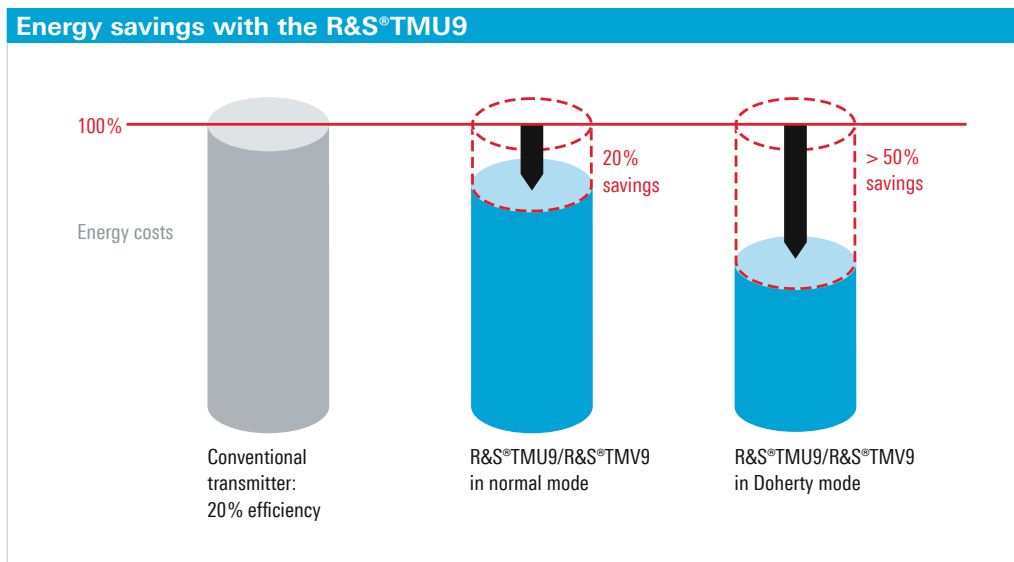 Energy savings with the R&S®TMU9
100%
20%
savings
> 50%
savings
Energy costs
Conventional
transmitter:
20% efficiency
R&S®TMU9/R&S®TMV9
in normal mode
R&S®TMU9/R&S®TMV9
in Doherty mode